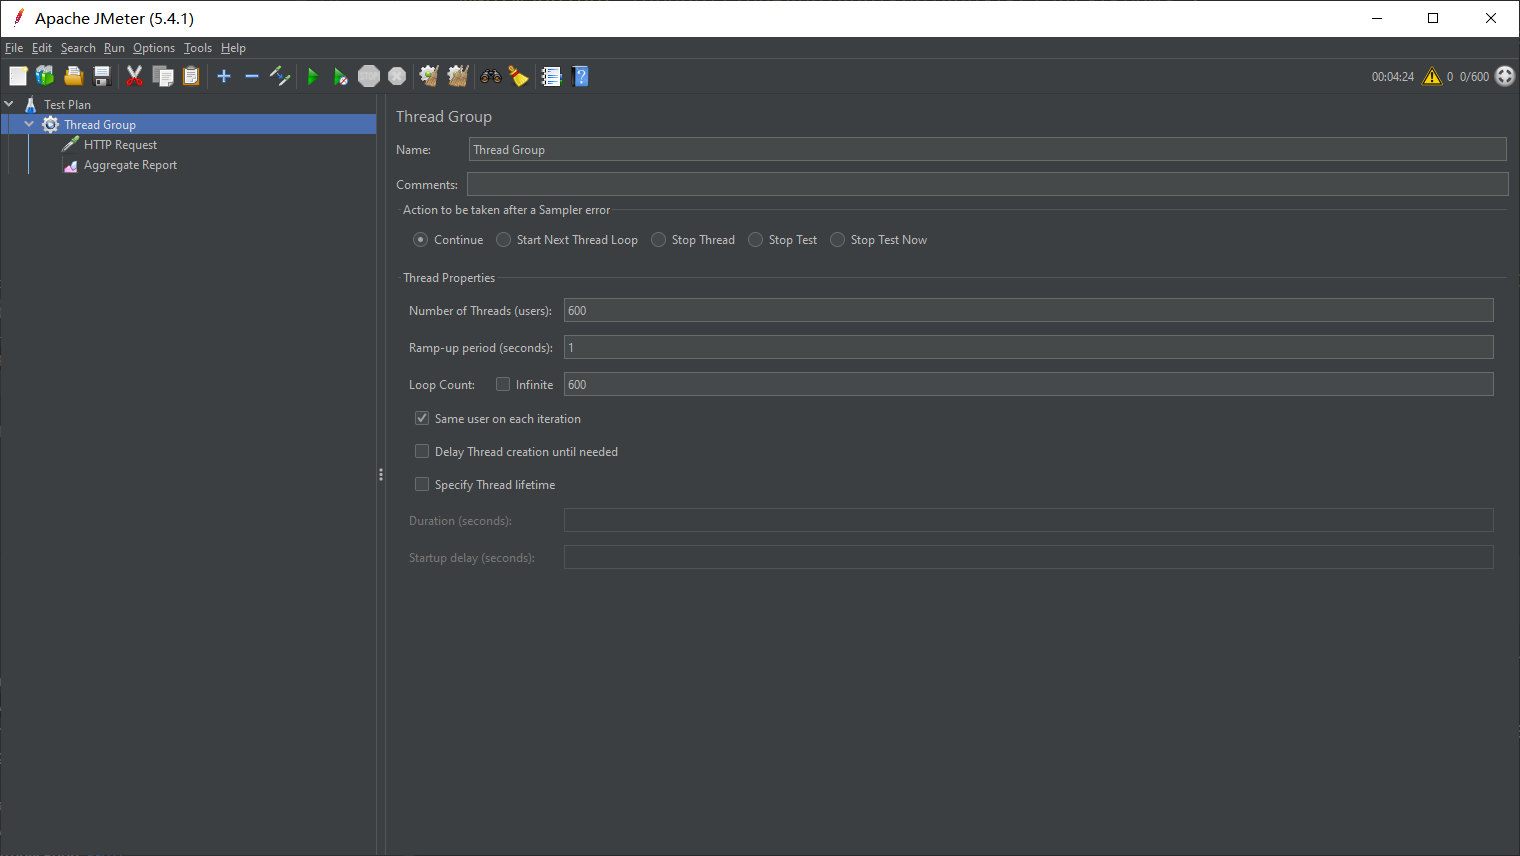 Apache JMeter (5.4.1)
File Edit Search Run Options Tools Help
STOP
00:04:24 0 0/600
Test Plan
Thread Group
HTTP Request
Aggregate Report
Thread Group
Name: Thread Group
Comments:
Action to be taken after a Sampler error
Continue Start Next Thread Loop Stop Thread Stop Test Stop Test Now
Thread Properties
Number of Threads (users): 600
Ramp-up period (seconds): 1
Loop Count: Infinite 600
Same user on each iteration
Delay Thread creation until needed
Specify Thread lifetime
Duration (seconds):
Startup delay (seconds):